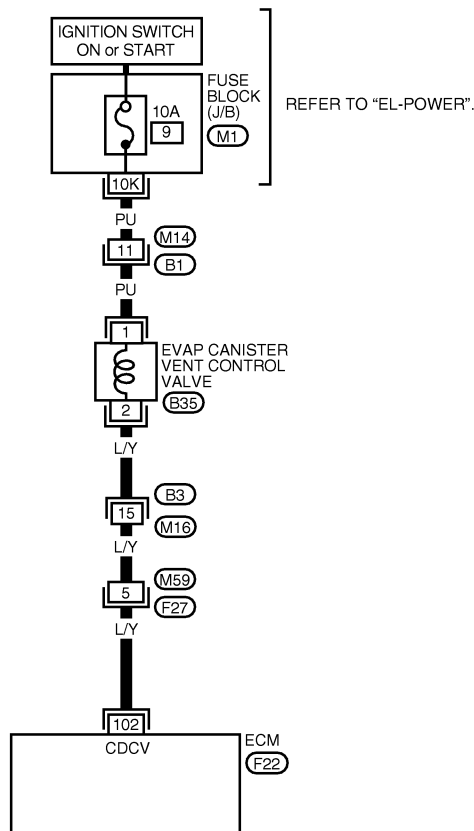 IGNITION SWITCH
ON or START
FUSE
BLOCK
(J/B)
M1
10A
9
REFER TO “EL-POWER”.
10K
PU
11
M14
B1
PU
1
EVAP CANISTER
VENT CONTROL
VALVE
B35
2
L/Y
B3
15
M16
L/Y
M59
5
F27
L/Y
102
CDCV
ECM
F22